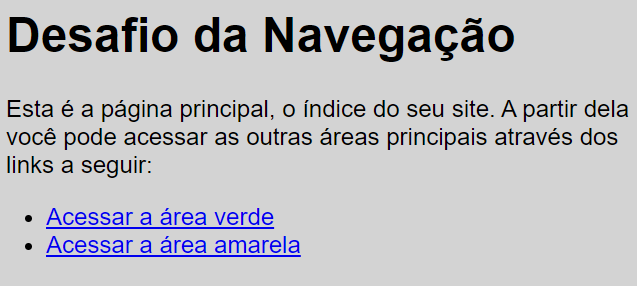 Desafio da Navegação
Esta é a página principal, o índice do seu site. A partir dela
você pode acessar as outras áreas principais através dos
links a seguir:
Acessar a área verde
Acessar a área amarela